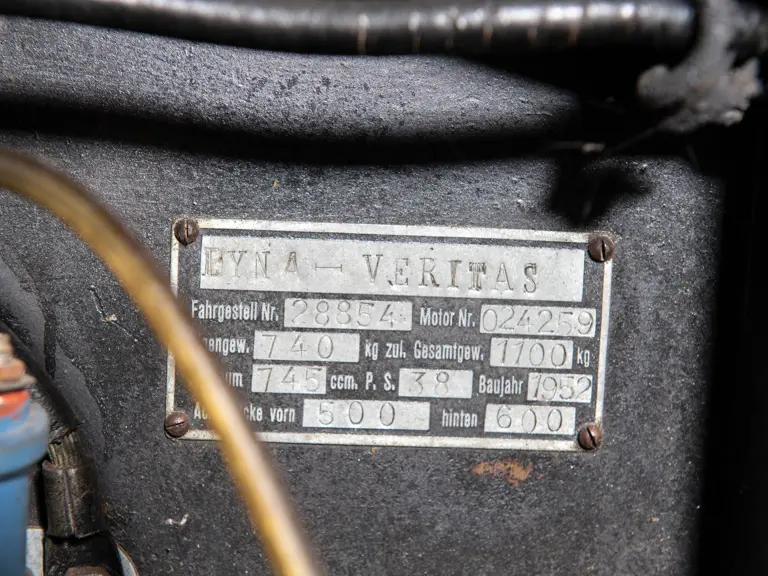 DYNA - VERITAS
Fahrgestell Nr. 28854 Motor Nr. 024259
740 kg zul. Gesamtgew. 1100 kg
745 ccm. P. S. 38 Baujahr 1952
vorn 500 hinten 600